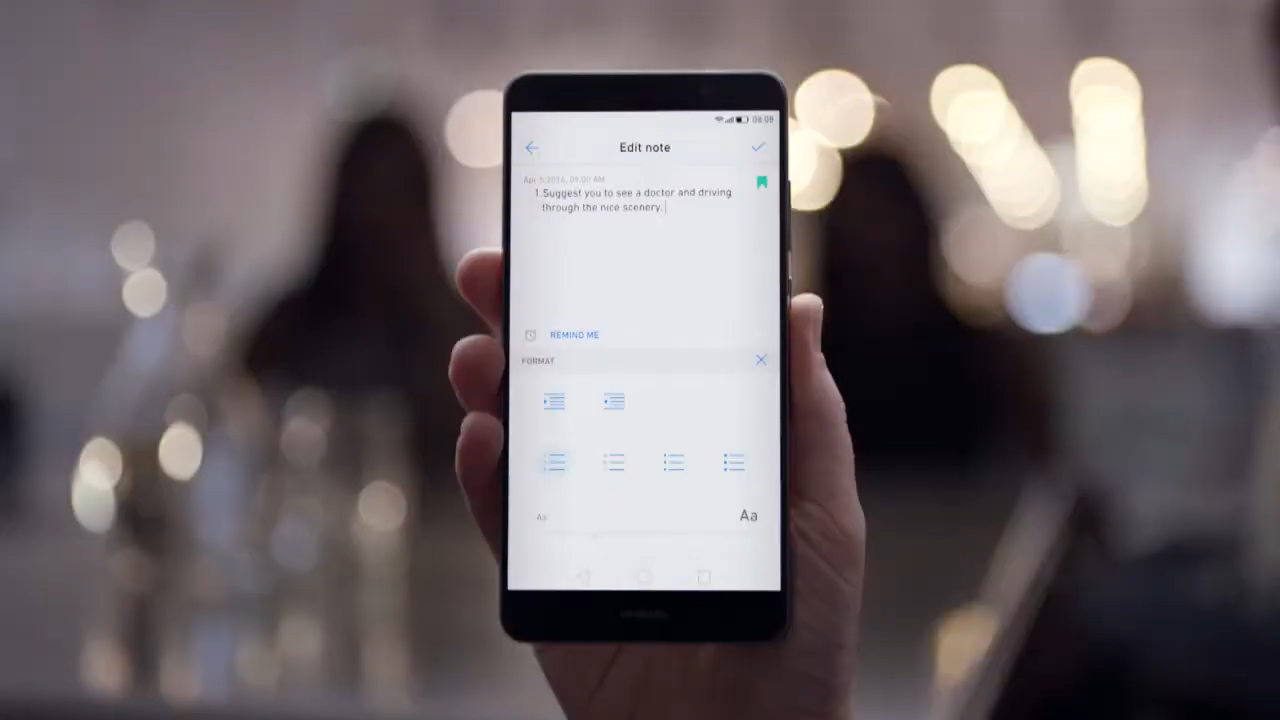 08:08
Edit note
Apr 5,2016, 09:00 AM
1.Suggest you to see a doctor and driving
through the nice scenery.
REMIND ME
FORMAT
Aa Aa